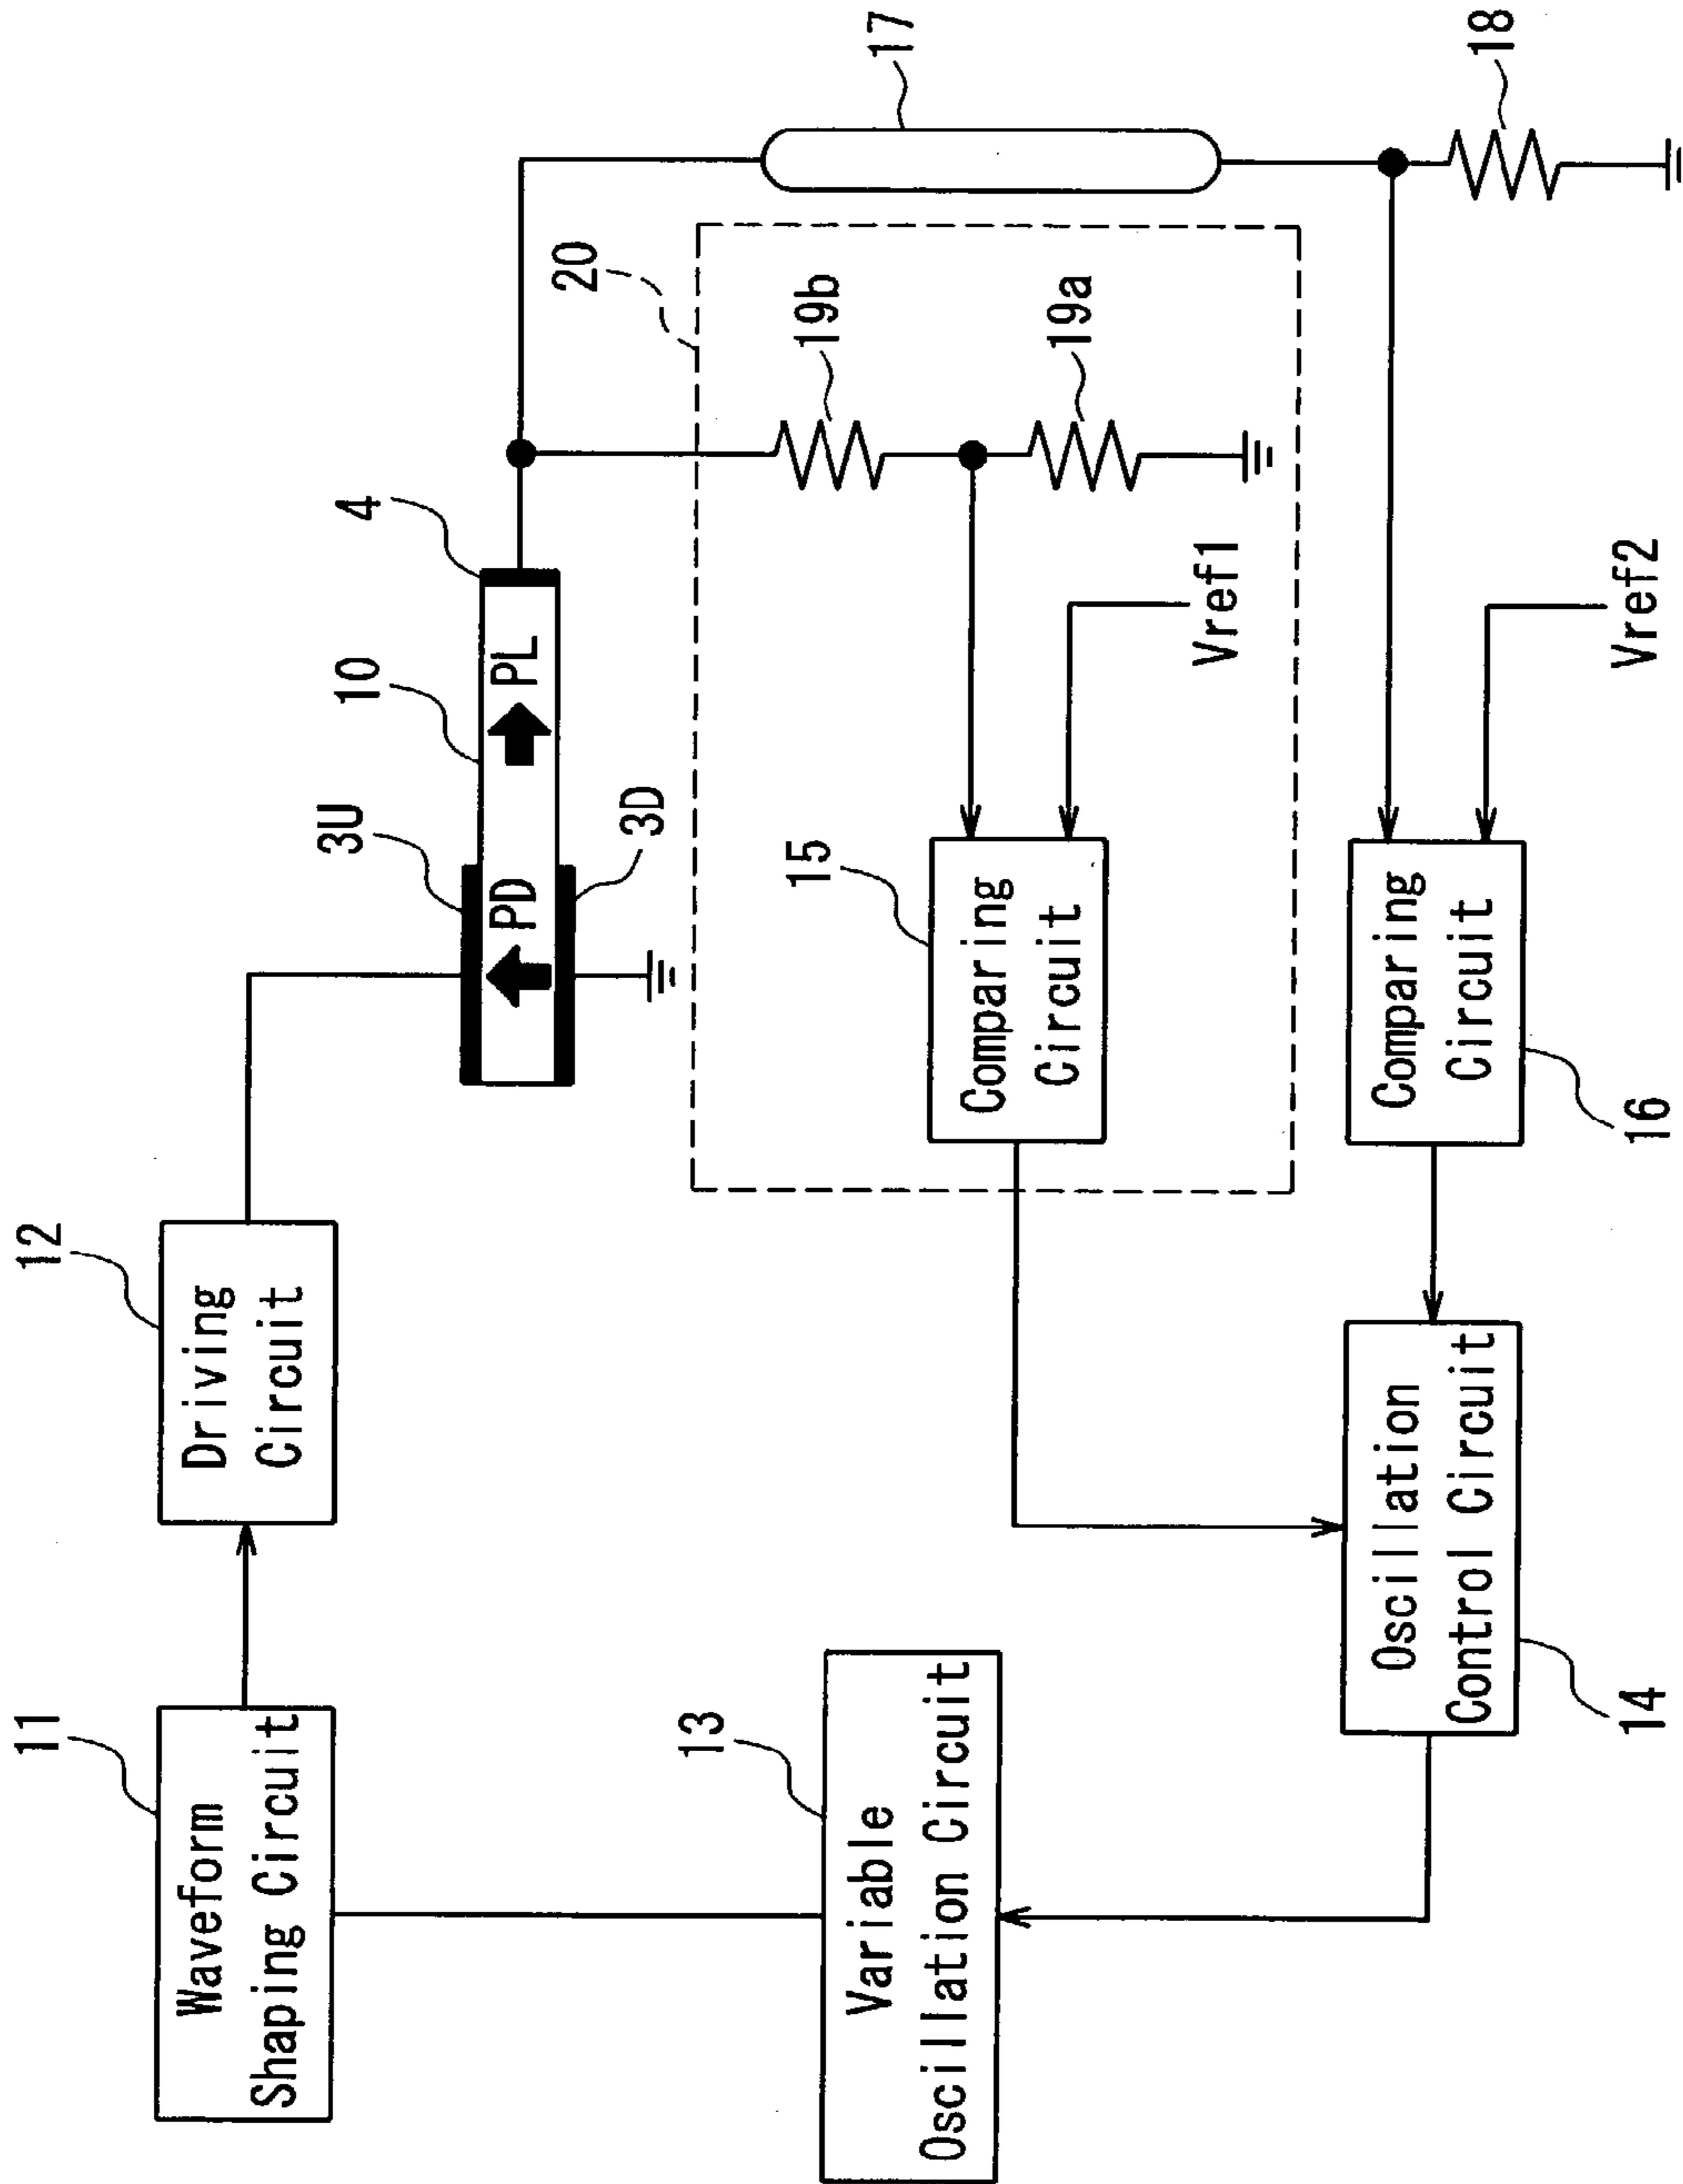 11
Waveform
Shaping Circuit
12
Driving
Circuit
3U
10
4
PD
PL
3D
20
17
19b
19a
13
Variable
Oscillation Circuit
15
Comparing
Circuit
Vref1
14
Oscillation
Control Circuit
16
Comparing
Circuit
Vref2
18